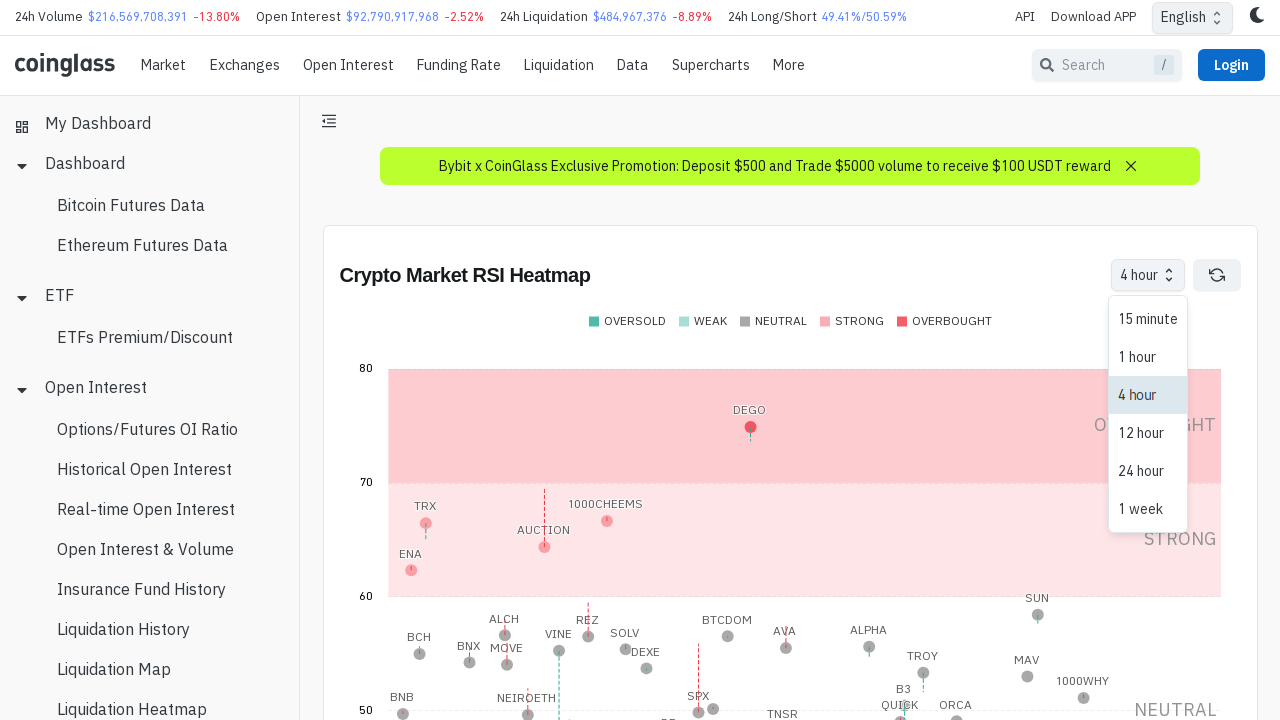 24h Volume $216,569,708,391 -13.80% Open Interest $92,790,917,968 -2.52% 24h Liquidation $484,967,376 -8.89% 24h Long/Short 49.41%/50.59% API Download APP English
coinglass Market Exchanges Open Interest Funding Rate Liquidation Data Supercharts More Search / Login
My Dashboard
Dashboard
Bitcoin Futures Data
Ethereum Futures Data
ETF
ETFs Premium/Discount
Open Interest
Options/Futures OI Ratio
Historical Open Interest
Real-time Open Interest
Open Interest & Volume
Insurance Fund History
Liquidation History
Liquidation Map
Liquidation Heatmap
Bybit x CoinGlass Exclusive Promotion: Deposit $500 and Trade $5000 volume to receive $100 USDT reward
Crypto Market RSI Heatmap
4 hour
15 minute
1 hour
4 hour
12 hour
24 hour
1 week
OVERSOLD WEAK NEUTRAL STRONG OVERBOUGHT
80
DEGO
70
TRX 1000CHEEMS
AUCTION
STRONG
ENA
60
SUN
ALCH REZ BTCDOM
BCH BNX MOVE VINE SOLV DEXE AVA ALPHA
TROY MAV
1000WHY
BNB NEIROETH SPX B3
QUICK ORCA
TNSR
50 NEUTRAL